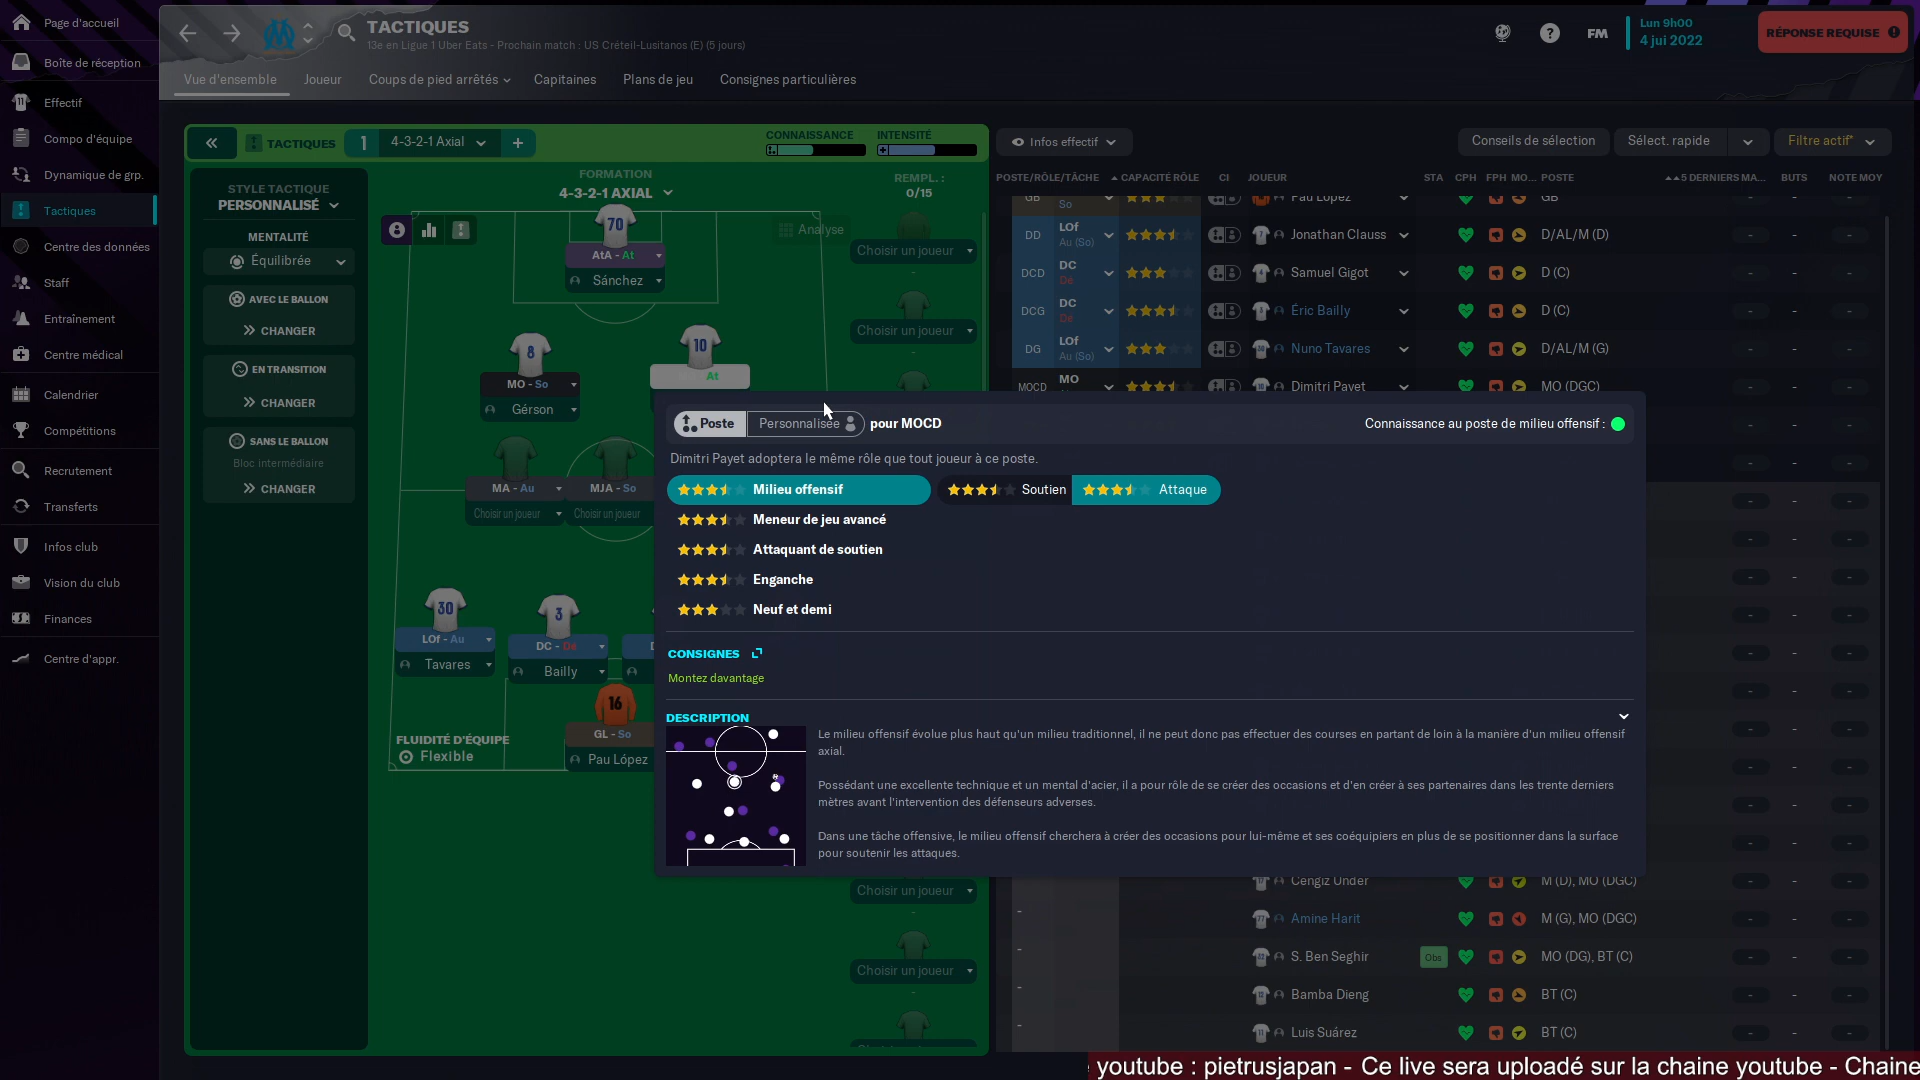 Page d'accueil
Boîte de réception
Effectif
Compo d'équipe
Dynamique de grp.
Tactiques
Centre des données
Staff
Entraînement
Centre médical
Calendrier
Compétitions
Recrutement
Transferts
Infos club
Vision du club
Finances
Centre d'appr.
TACTIQUES
13e en Ligue 1 Uber Eats - Prochain match : US Créteil-Lusitanos (E) (5 jours)
FM
Lun 9h00
4 jui 2022
RÉPONSE REQUISE
Vue d'ensemble Joueur Coups de pied arrêtés Capitaines Plans de jeu Consignes particulières
TACTIQUES 1 4-3-2-1 Axial +
CONNAISSANCE INTENSITÉ
STYLE TACTIQUE
PERSONNALISÉ
MENTALITÉ
Équilibrée
AVEC LE BALLON
CHANGER
EN TRANSITION
CHANGER
SANS LE BALLON
Bloc intermédiaire
CHANGER
FORMATION
4-3-2-1 AXIAL
REMPL. :
0/15
Analyse
70
AtA - At
Sánchez
8
MO - So
Gérson
10
At
MA - Au
Choisir un joueur
MJA - So
Choisir un joueur
30
LOf - Au
Tavares
3
DC - Dé
Bailly
16
GL - So
Pau López
FLUIDITÉ D'ÉQUIPE
Flexible
Choisir un joueur
Choisir un joueur
Choisir un joueur
Choisir un joueur
Infos effectif Conseils de sélection Sélect. rapide Filtre actif*
POSTE/RÔLE/TÂCHE CAPACITÉ RÔLE CI JOUEUR STA CPH FPH MO... POSTE 5 DERNIERS MA... BUTS NOTE MOY
GB So Pau López GB
DD LOf Au (So) Jonathan Clauss D/AL/M (D)
DCD DC Dé Samuel Gigot D (C)
DCG DC Dé Éric Bailly D (C)
DG LOf Au (So) Nuno Tavares D/AL/M (G)
MOCD MO Dimitri Payet MO (DGC)
Poste Personnalisée pour MOCD
Connaissance au poste de milieu offensif :
Dimitri Payet adoptera le même rôle que tout joueur à ce poste.
Milieu offensif Soutien Attaque
Meneur de jeu avancé
Attaquant de soutien
Enganche
Neuf et demi
CONSIGNES
Montez davantage
DESCRIPTION
Le milieu offensif évolue plus haut qu'un milieu traditionnel, il ne peut donc pas effectuer des courses en partant de loin à la manière d'un milieu offensif
axial.
Possédant une excellente technique et un mental d'acier, il a pour rôle de se créer des occasions et d'en créer à ses partenaires dans les trente derniers
mètres avant l'intervention des défenseurs adverses.
Dans une tâche offensive, le milieu offensif cherchera à créer des occasions pour lui-même et ses coéquipiers en plus de se positionner dans la surface
pour soutenir les attaques.
Cengiz Ünder M (D), MO (DGC)
Amine Harit M (G), MO (DGC)
S. Ben Seghir Obs MO (DG), BT (C)
Bamba Dieng BT (C)
Luis Suárez BT (C)
youtube : pietrusjapan - Ce live sera uploadé sur la chaine youtube - Chaine